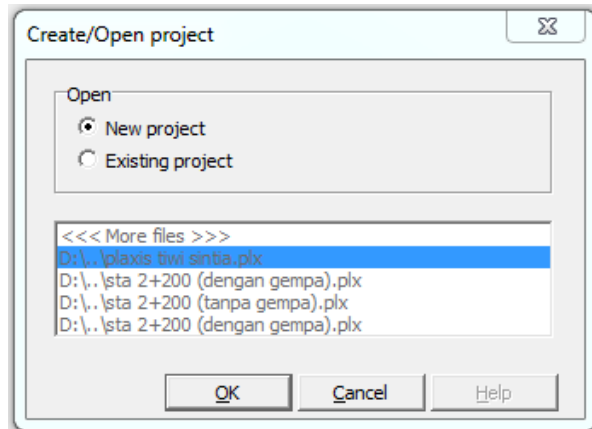 Create/Open project
Open
New project
Existing project
<<< More files >>>
D:\..\plaxis tiwi sintia.plx
D:\..\sta 2+200 (dengan gempa).plx
D:\..\sta 2+200 (tanpa gempa).plx
D:\..\sta 2+200 (dengan gempa).plx
OK Cancel Help